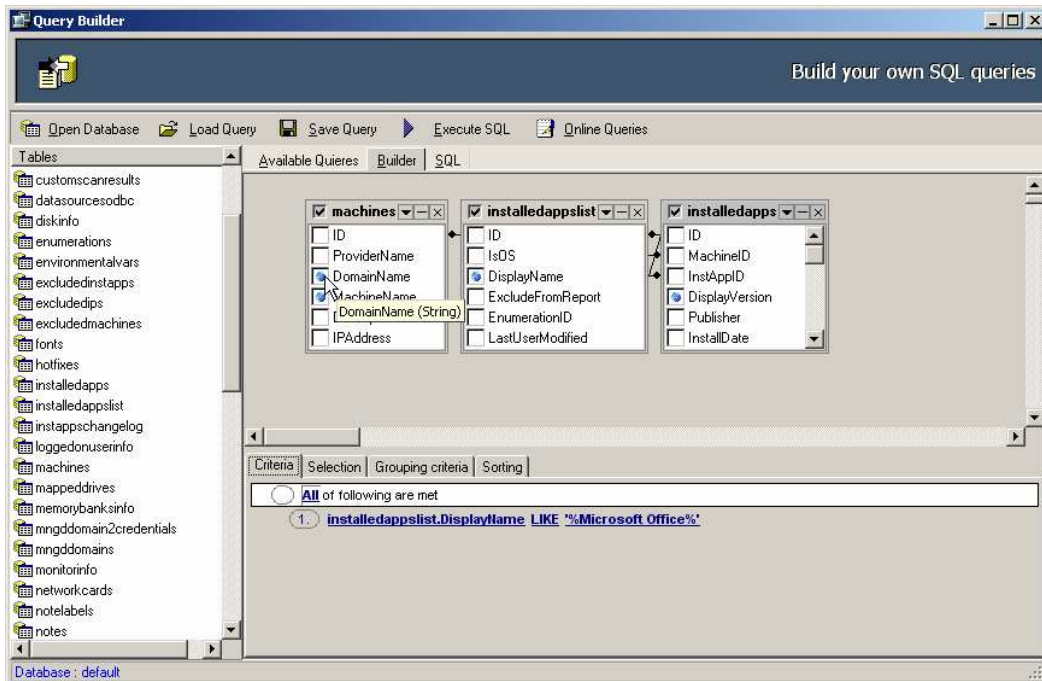 Query Builder
Build your own SQL queries
Open Database Load Query Save Query Execute SQL Online Queries
Tables
customscanresults
datasourcesodbc
diskinfo
enumerations
environmentalvars
excludedinstapps
excludedips
excludedmachines
fonts
hotfixes
installedapps
installedappslist
instappschangelog
loggedonuserinfo
machines
mappeddrives
memorybanksinfo
mngddomain2credentials
mngddomains
monitorinfo
networkcards
notelabels
notes
Available Quieres Builder SQL
machines
ID
ProviderName
DomainName
MachineName
DomainName (String)
IPAddress
installedappslist
ID
IsOS
DisplayName
ExcludeFromReport
EnumerationID
LastUserModified
installedapps
ID
MachineID
InstAppID
DisplayVersion
Publisher
InstallDate
Criteria Selection Grouping criteria Sorting
All of following are met
1. installedappslist.DisplayName LIKE '%Microsoft Office%'
Database : default